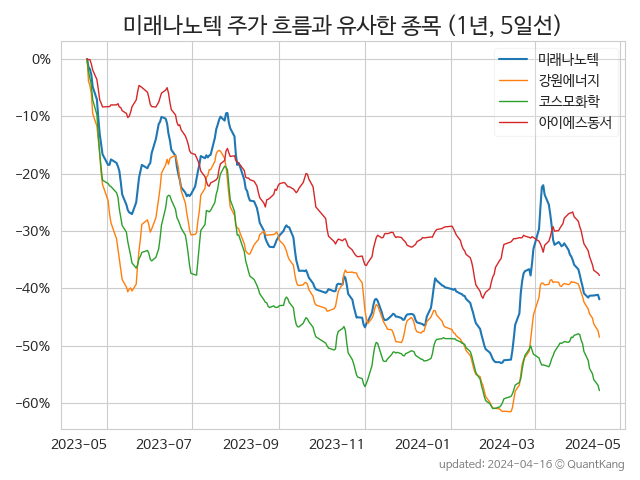 미래나노텍 주가 흐름과 유사한 종목 (1년, 5일선)
미래나노텍
강원에너지
코스모화학
아이에스동서
0%
−10%
−20%
−30%
−40%
−50%
−60%
2023-05 2023-07 2023-09 2023-11 2024-01 2024-03 2024-05
updated: 2024-04-16 © QuantKang